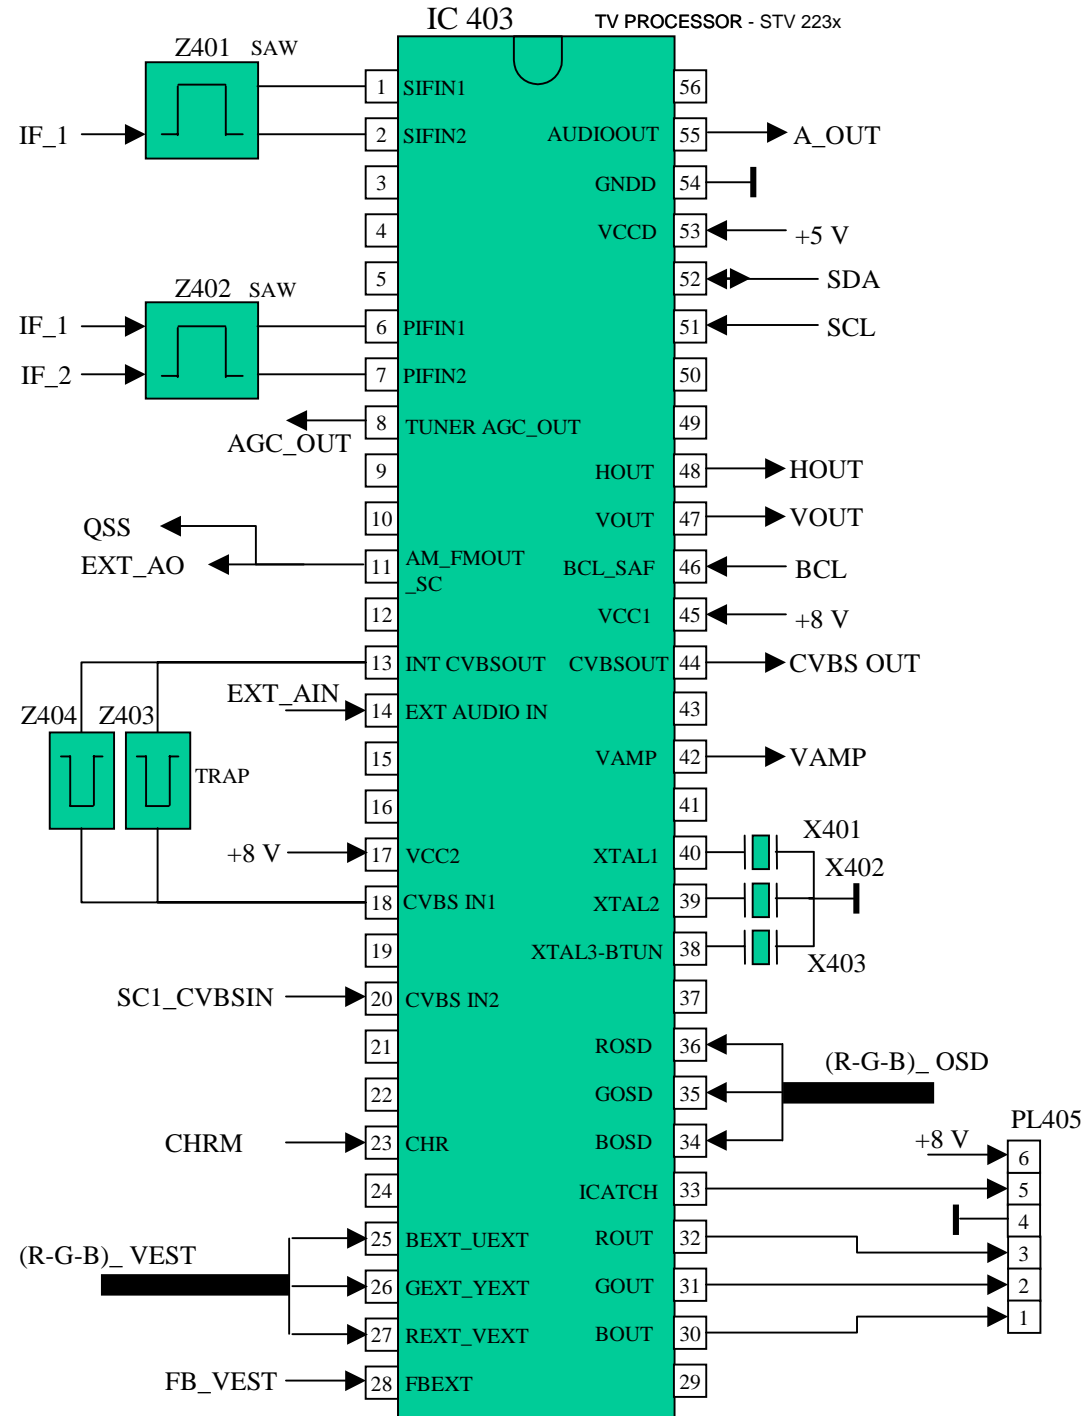 IC 403 TV PROCESSOR - STV 223x
Z401 SAW
IF_1
1 SIFIN1
2 SIFIN2
3
4
5
Z402 SAW
IF_1
IF_2
6 PIFIN1
7 PIFIN2
8 TUNER AGC_OUT
AGC_OUT
9
10
QSS
EXT_AO
11 AM_FMOUT
_SC
12
13 INT CVBSOUT
EXT_AIN
14 EXT AUDIO IN
Z404 Z403
TRAP
15
16
+8 V
17 VCC2
18 CVBS IN1
19
SC1_CVBSIN
20 CVBS IN2
21
22
CHRM
23 CHR
24
(R-G-B)_ VEST
25 BEXT_UEXT
26 GEXT_YEXT
27 REXT_VEXT
FB_VEST
28 FBEXT
56
AUDIOOUT 55 A_OUT
GNDD 54
VCCD 53 +5 V
52 SDA
51 SCL
50
49
HOUT 48 HOUT
VOUT 47 VOUT
BCL_SAF 46 BCL
VCC1 45 +8 V
CVBSOUT 44 CVBS OUT
43
VAMP 42 VAMP
41
XTAL1 40 X401
XTAL2 39 X402
XTAL3-BTUN 38 X403
37
ROSD 36
GOSD 35
BOSD 34
(R-G-B)_ OSD
PL405
+8 V
6
ICATCH 33 5
4
ROUT 32 3
GOUT 31 2
BOUT 30 1
29